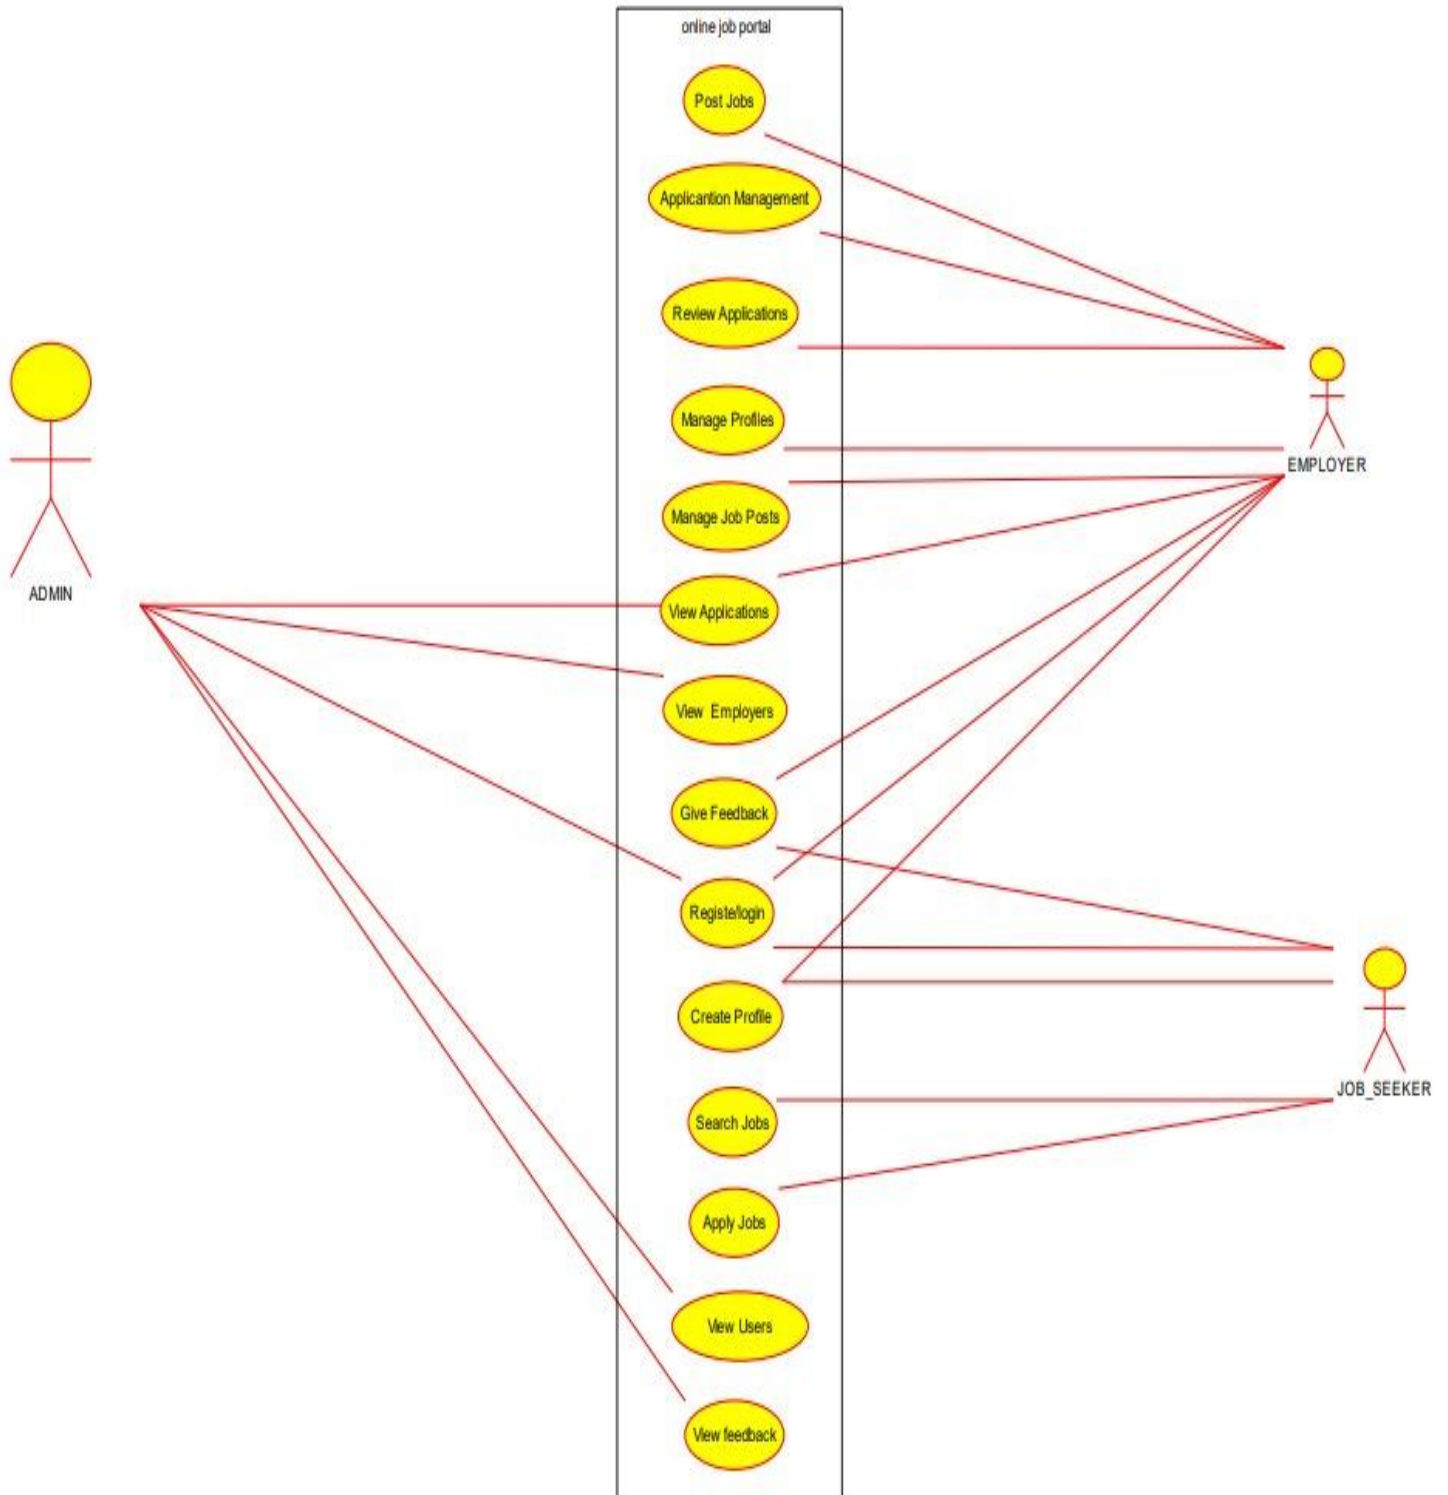 online job portal
Post Jobs
Applicantion Management
Review Applications
Manage Profiles
EMPLOYER
Manage Job Posts
ADMIN
View Applications
View Employers
Give Feedback
Registe/login
Create Profile
JOB_SEEKER
Search Jobs
Apply Jobs
View Users
View feedback